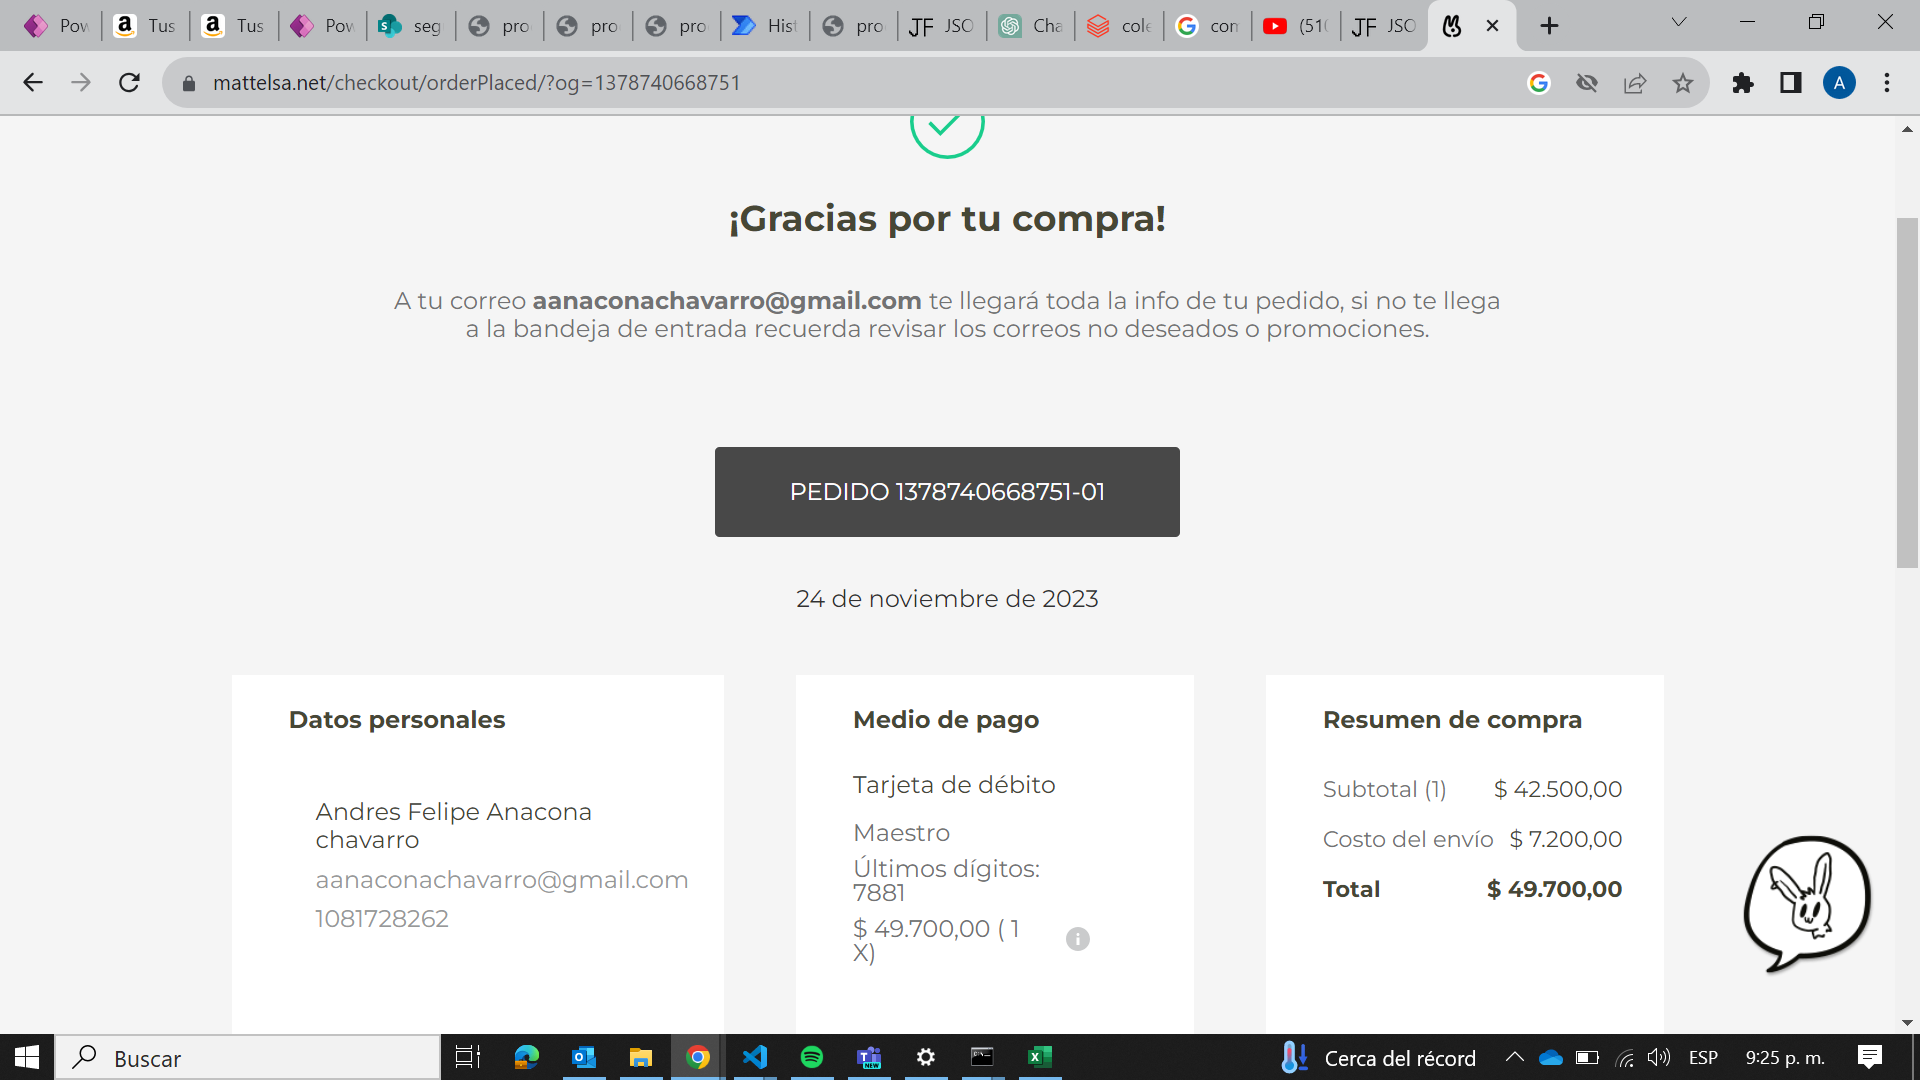 Pow
Tus
Tus
Pow
seg
pro
pro
pro
Hist
pro
JF JSO
Cha
cole
com
(510
JF JSO
mattelsa.net/checkout/orderPlaced/?og=1378740668751
A
¡Gracias por tu compra!
A tu correo aanaconachavarro@gmail.com te llegará toda la info de tu pedido, si no te llega
a la bandeja de entrada recuerda revisar los correos no deseados o promociones.
PEDIDO 1378740668751-01
24 de noviembre de 2023
Datos personales
Andres Felipe Anacona
chavarro
aanaconachavarro@gmail.com
1081728262
Medio de pago
Tarjeta de débito
Maestro
Últimos dígitos:
7881
$ 49.700,00 ( 1
X)
Resumen de compra
Subtotal (1) $ 42.500,00
Costo del envío $ 7.200,00
Total $ 49.700,00
Buscar
Cerca del récord
ESP
9:25 p. m.